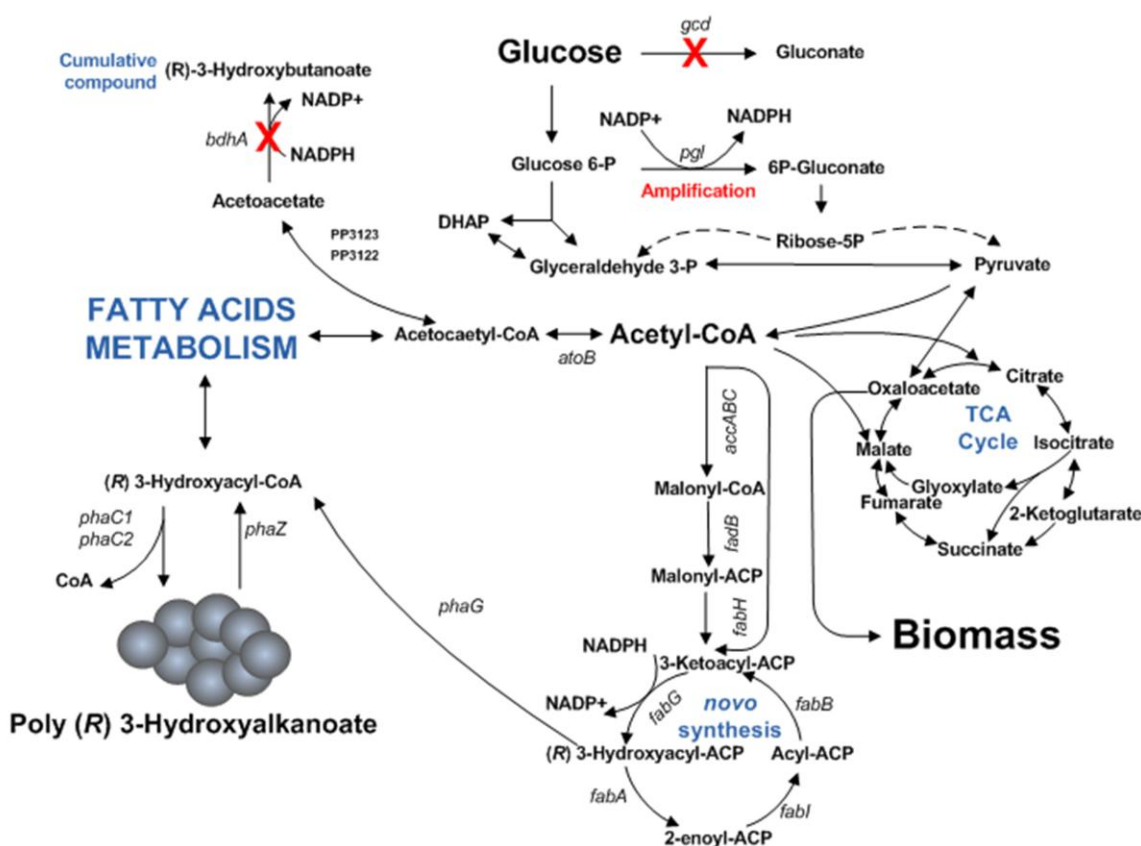 gcd
Glucose
Gluconate
X
Cumulative
compound
(R)-3-Hydroxybutanoate
NADP+
bdhA
X
NADPH
Acetoacetate
NADP+
NADPH
pgl
Glucose 6-P
6P-Gluconate
Amplification
DHAP
Ribose-5P
Glyceraldehyde 3-P
Pyruvate
PP3123
PP3122
FATTY ACIDS
METABOLISM
Acetocaetyl-CoA
atoB
Acetyl-CoA
Oxaloacetate
Citrate
TCA
Cycle
Malate
Isocitrate
Glyoxylate
Fumarate
2-Ketoglutarate
Succinate
accABC
Malonyl-CoA
fadB
Malonyl-ACP
fabH
Biomass
(R) 3-Hydroxyacyl-CoA
phaC1
phaC2
phaZ
CoA
Poly (R) 3-Hydroxyalkanoate
phaG
NADPH
3-Ketoacyl-ACP
NADP+
fabG
novo
synthesis
fabB
(R) 3-Hydroxyacyl-ACP
Acyl-ACP
fabA
fabI
2-enoyl-ACP